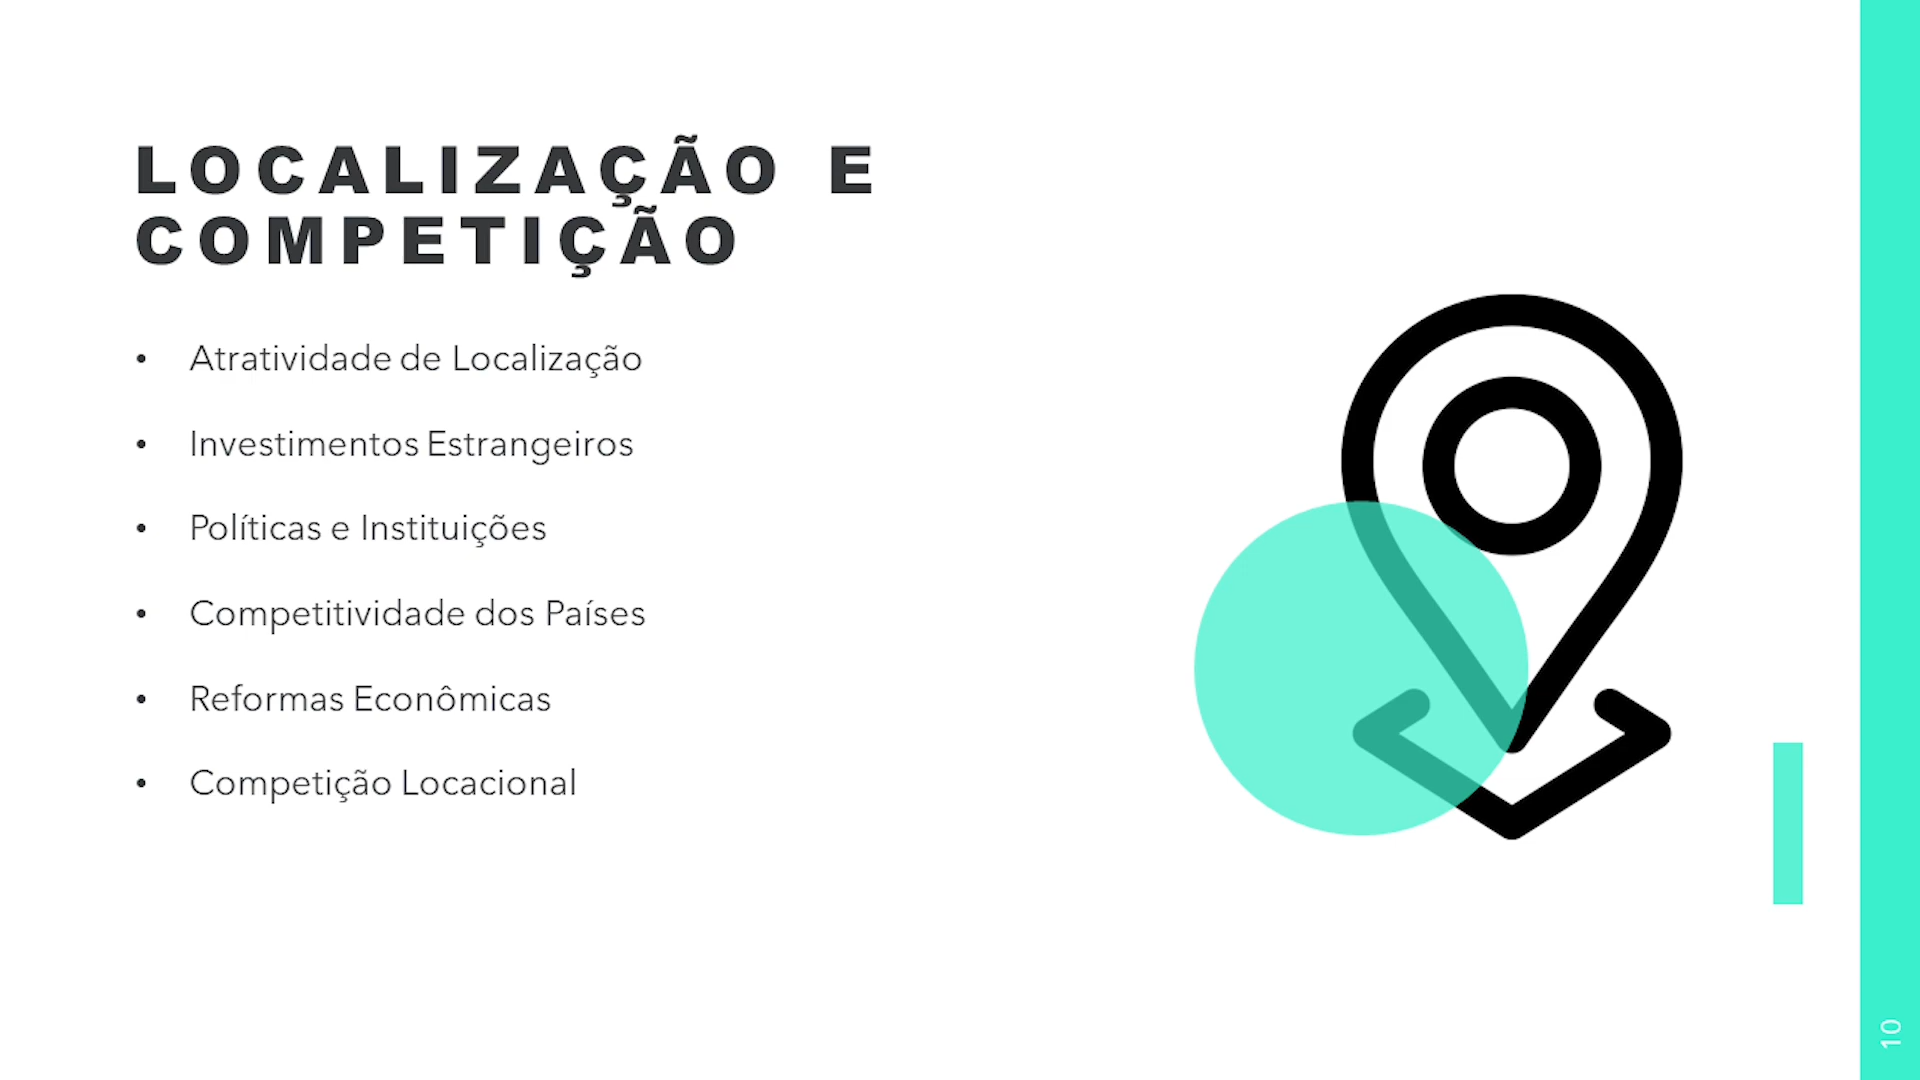 LOCALIZAÇÃO E
COMPETIÇÃO
• Atratividade de Localização
• Investimentos Estrangeiros
• Políticas e Instituições
• Competitividade dos Países
• Reformas Econômicas
• Competição Locacional
10